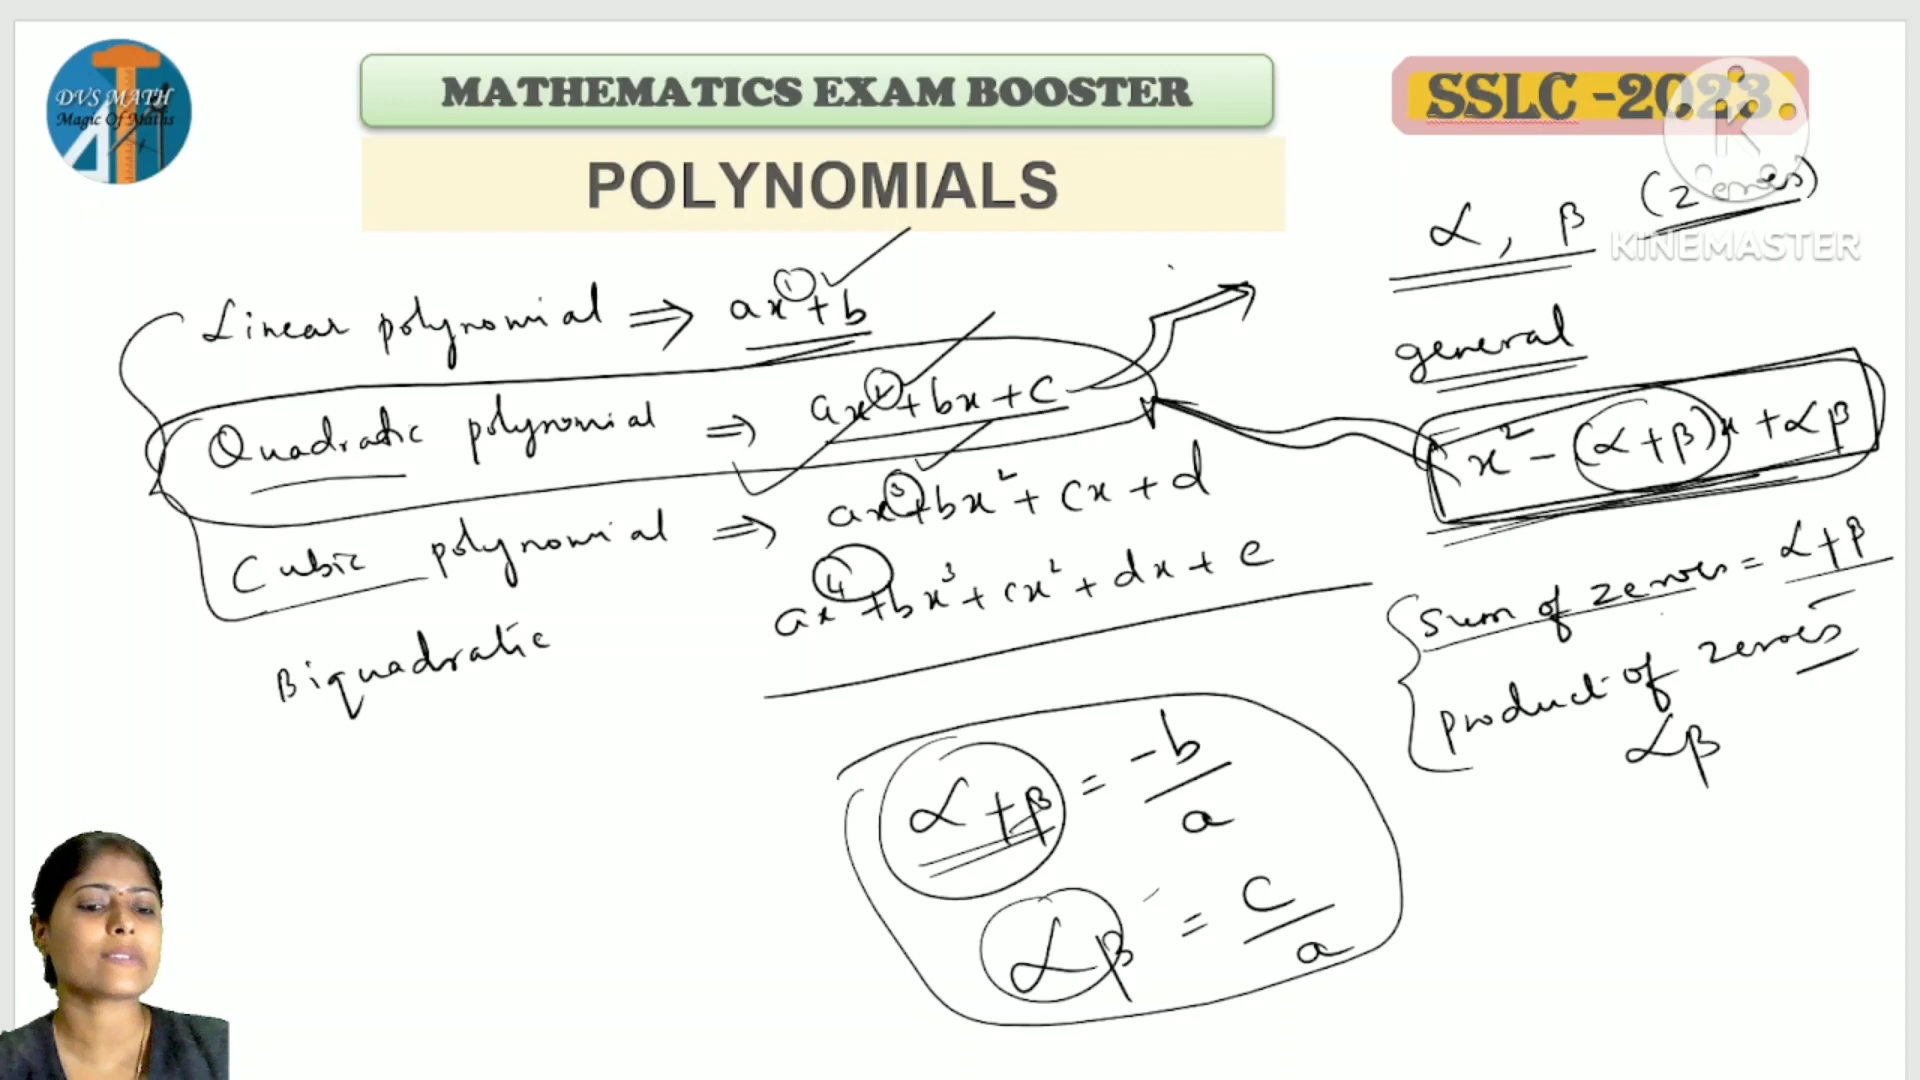 DVS MATH
Magic Of Maths
MATHEMATICS EXAM BOOSTER
SSLC -2023
POLYNOMIALS
α, β (zeroes)
KINEMASTER
Linear polynomial ⇒ ax¹+b
general
Quadratic polynomial ⇒ ax²+bx+c
x² - (α+β)x + αβ
Cubic polynomial ⇒ ax³+bx²+cx+d
Biquadratic ax⁴+bx³+cx²+dx+e
Sum of zeroes = α+β
product of zeroes
αβ
α+β = -b/a
αβ = c/a